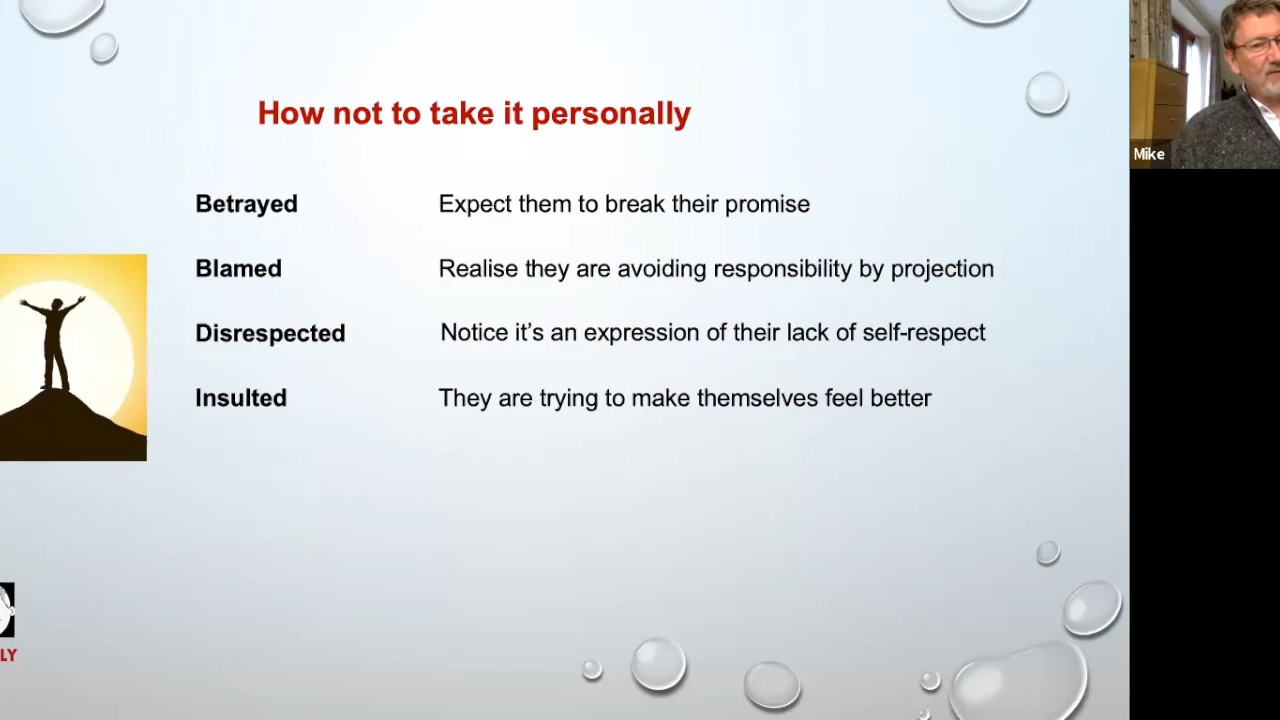 How not to take it personally
Betrayed Expect them to break their promise
Blamed Realise they are avoiding responsibility by projection
Disrespected Notice it’s an expression of their lack of self-respect
Insulted They are trying to make themselves feel better
LY
Mike